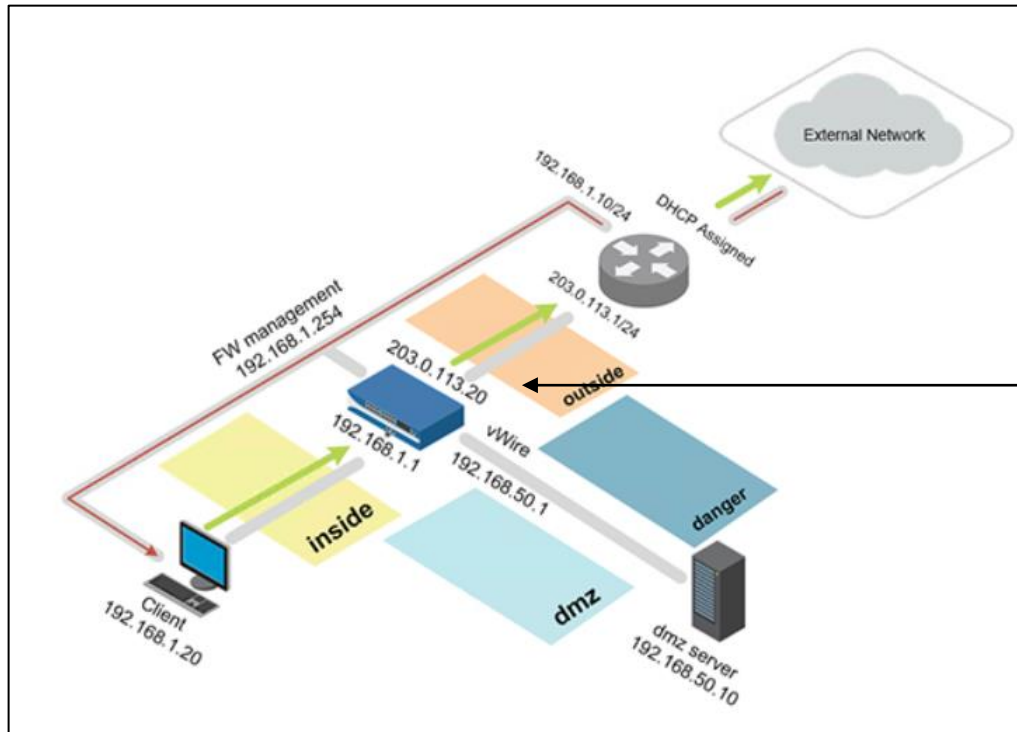 External Network
192.168.1.10/24
DHCP Assigned
203.0.113.1/24
FW management
192.168.1.254
203.0.113.20
outside
192.168.1.1
vWire
192.168.50.1
danger
inside
dmz
Client
192.168.1.20
dmz server
192.168.50.10